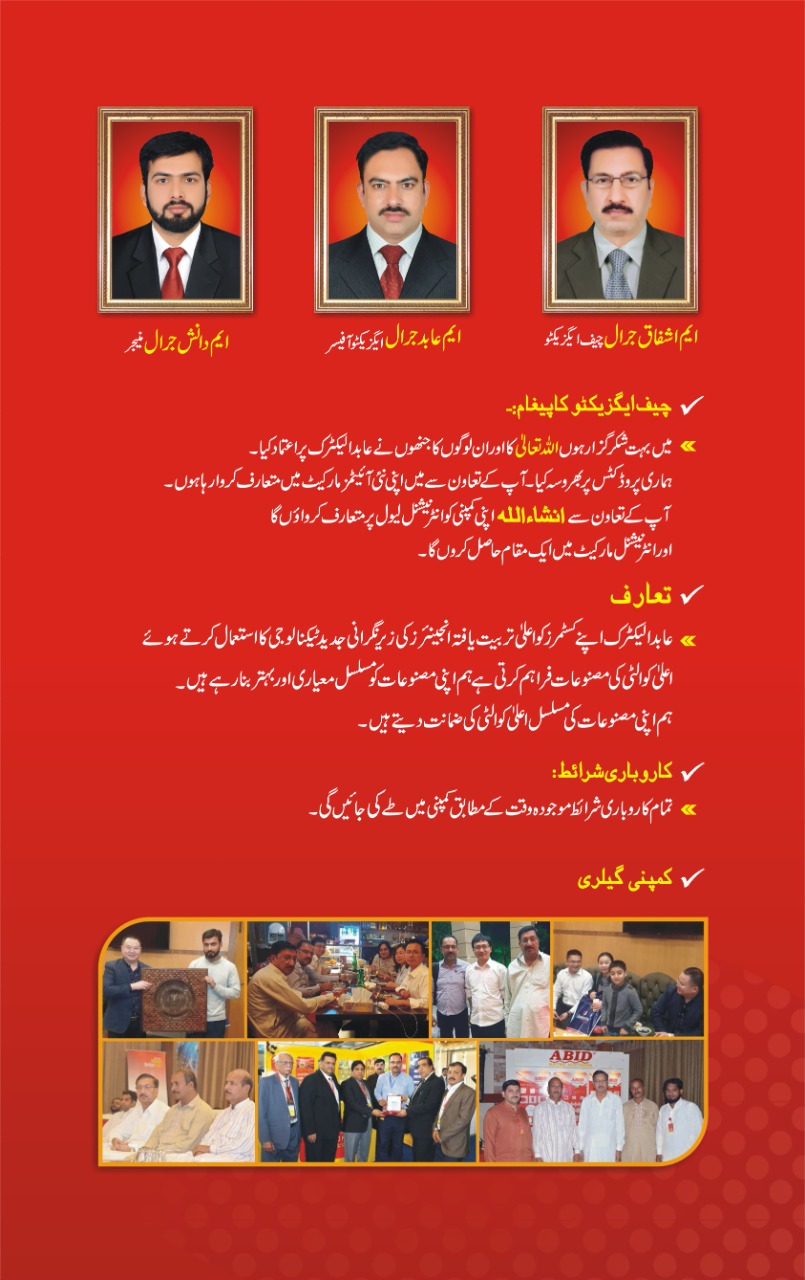 ایم اشفاق جرال چیف ایگزیکٹو
ایم عابد جرال ایگزیکٹو آفیسر
ایم دانش جرال منیجر
چیف ایگزیکٹو کا پیغام:-
میں بہت شکر گزار ہوں اللہ تعالیٰ کا اور ان لوگوں کا جنھوں نے عابد الیکٹرک پر اعتماد کیا۔
ہماری پروڈکٹس پر بھروسہ کیا۔ آپ کے تعاون سے میں اپنی نئی آئیٹمز مارکیٹ میں متعارف کروا رہا ہوں۔
آپ کے تعاون سے انشاء اللہ اپنی کمپنی کو انٹرنیشنل لیول پر متعارف کرواؤں گا
اور انٹرنیشنل مارکیٹ میں ایک مقام حاصل کروں گا۔
تعارف
عابد الیکٹرک اپنے کسٹمرز کو اعلیٰ تربیت یافتہ انجینئرز کی زیر نگرانی جدید ٹیکنالوجی کا استعمال کرتے ہوئے
اعلیٰ کوالٹی کی مصنوعات فراہم کرتی ہے ہم اپنی مصنوعات کو مسلسل معیاری اور بہتر بنا رہے ہیں۔
ہم اپنی مصنوعات کی مسلسل اعلیٰ کوالٹی کی ضمانت دیتے ہیں۔
کاروباری شرائط:
تمام کاروباری شرائط موجودہ وقت کے مطابق کمپنی میں طے کی جائیں گی۔
کمپنی گیلری
ABID